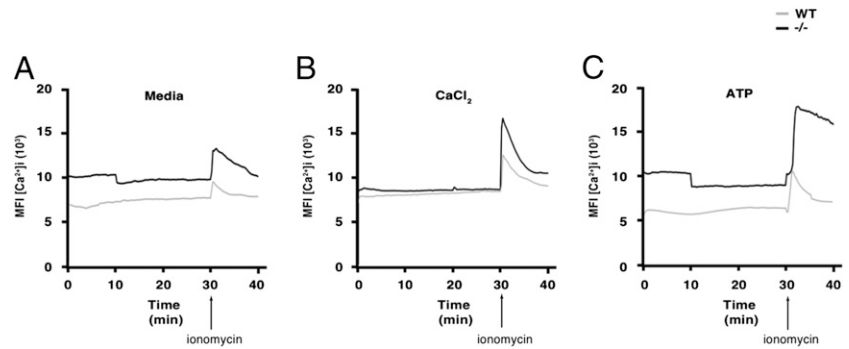 WT
-/-
A
Media
MFI [Ca²⁺]i (10³)
20
15
10
5
0
0 10 20 30 40
Time
(min)
ionomycin
B
CaCl₂
MFI [Ca²⁺]i (10³)
20
15
10
5
0
0 10 20 30 40
Time
(min)
ionomycin
C
ATP
MFI [Ca²⁺]i (10³)
20
15
10
5
0
0 10 20 30 40
Time
(min)
ionomycin